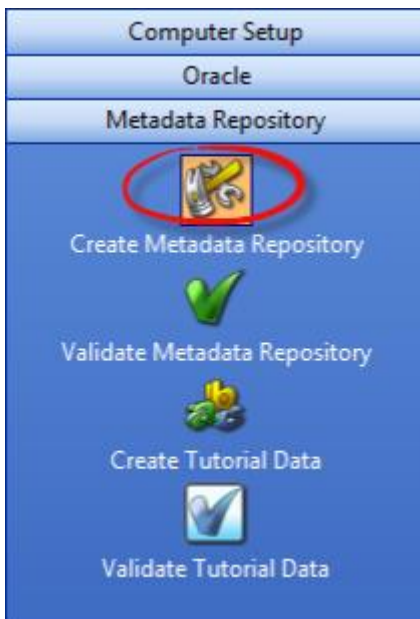 Computer Setup
Oracle
Metadata Repository
Create Metadata Repository
Validate Metadata Repository
Create Tutorial Data
Validate Tutorial Data